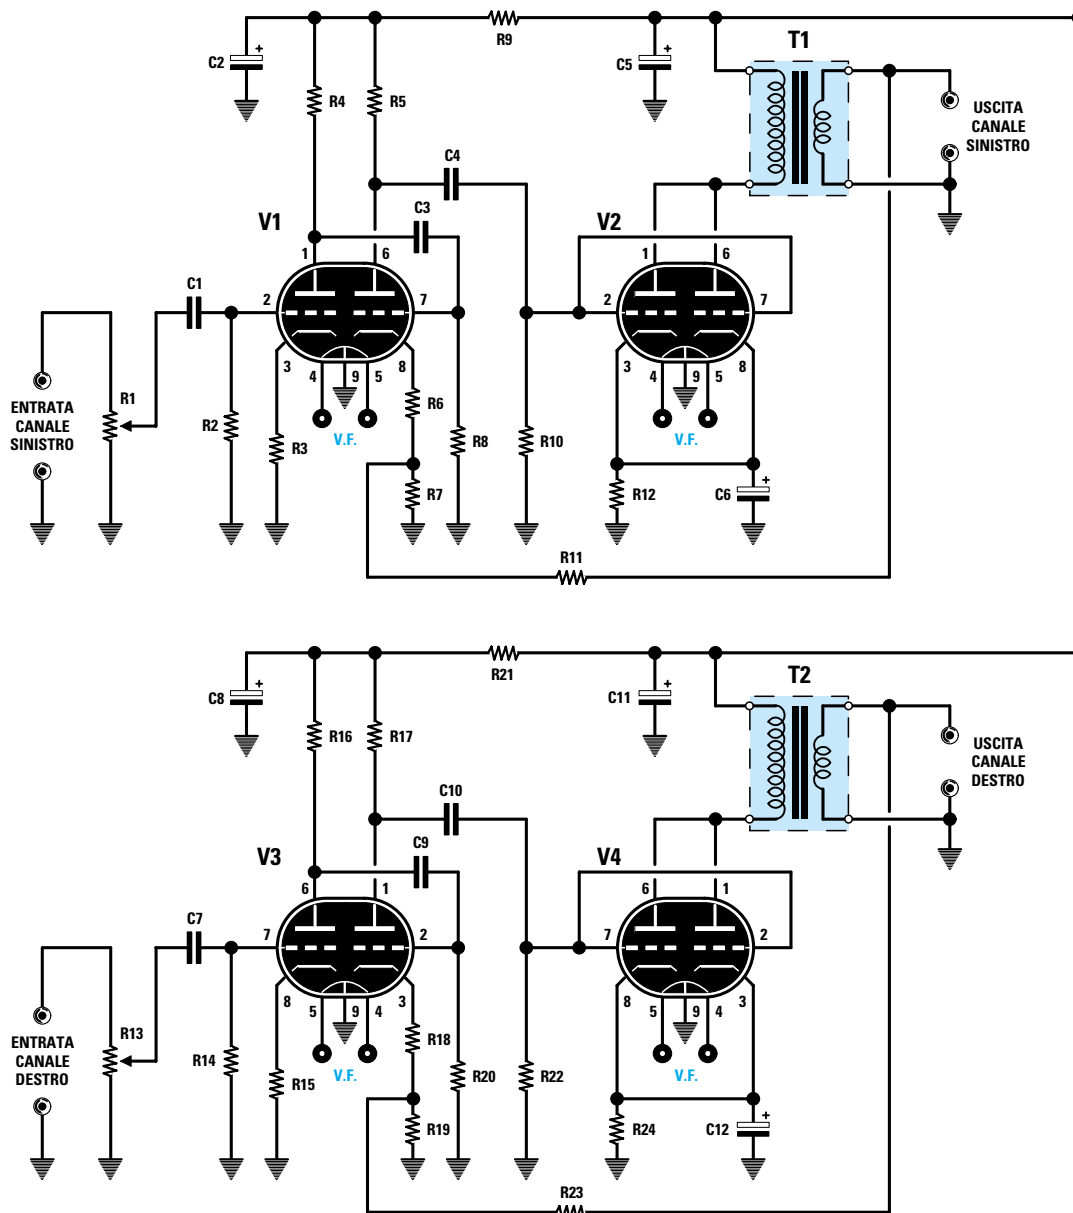 R9
T1
C2
+
R4
R5
C5
+
USCITA
CANALE
SINISTRO
C4
C3
V1
V2
1
6
1
6
C1
2
7
2
7
3
4
9
5
8
3
4
9
5
8
ENTRATA
CANALE
SINISTRO
R1
R2
R3
V.F.
R6
R8
R10
V.F.
R7
R12
C6
+
R11
R21
T2
C8
+
R16
R17
C11
+
USCITA
CANALE
DESTRO
C10
C9
V3
V4
6
1
6
1
C7
7
2
7
2
8
5
9
4
3
8
5
9
4
3
ENTRATA
CANALE
DESTRO
R13
R14
R15
V.F.
R18
R20
R22
V.F.
R19
R24
C12
+
R23